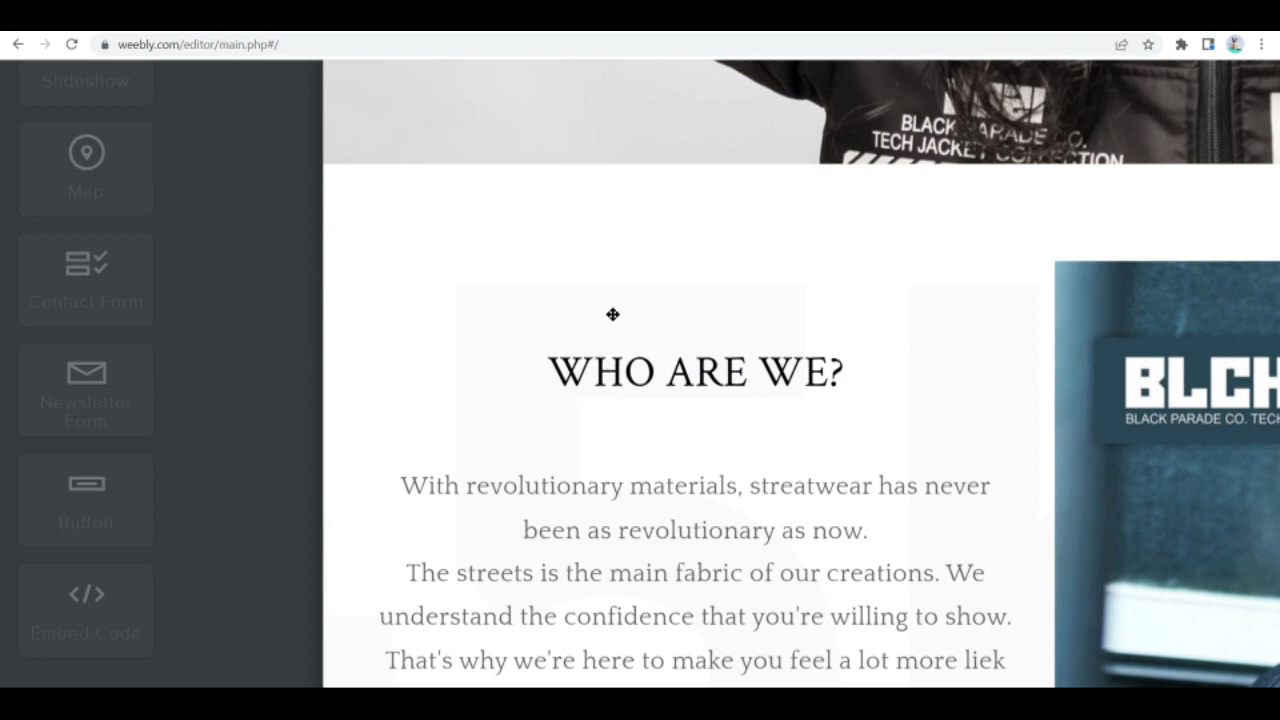 weebly.com/editor/main.php#/
Slideshow
Map
Contact Form
Newsletter
Form
Button
Embed Code
BLACK PARADE CO.
TECH JACKET COLLECTION
WHO ARE WE?
With revolutionary materials, streatwear has never
been as revolutionary as now.
The streets is the main fabric of our creations. We
understand the confidence that you're willing to show.
That's why we're here to make you feel a lot more liek
BLCH
BLACK PARADE CO. TECH